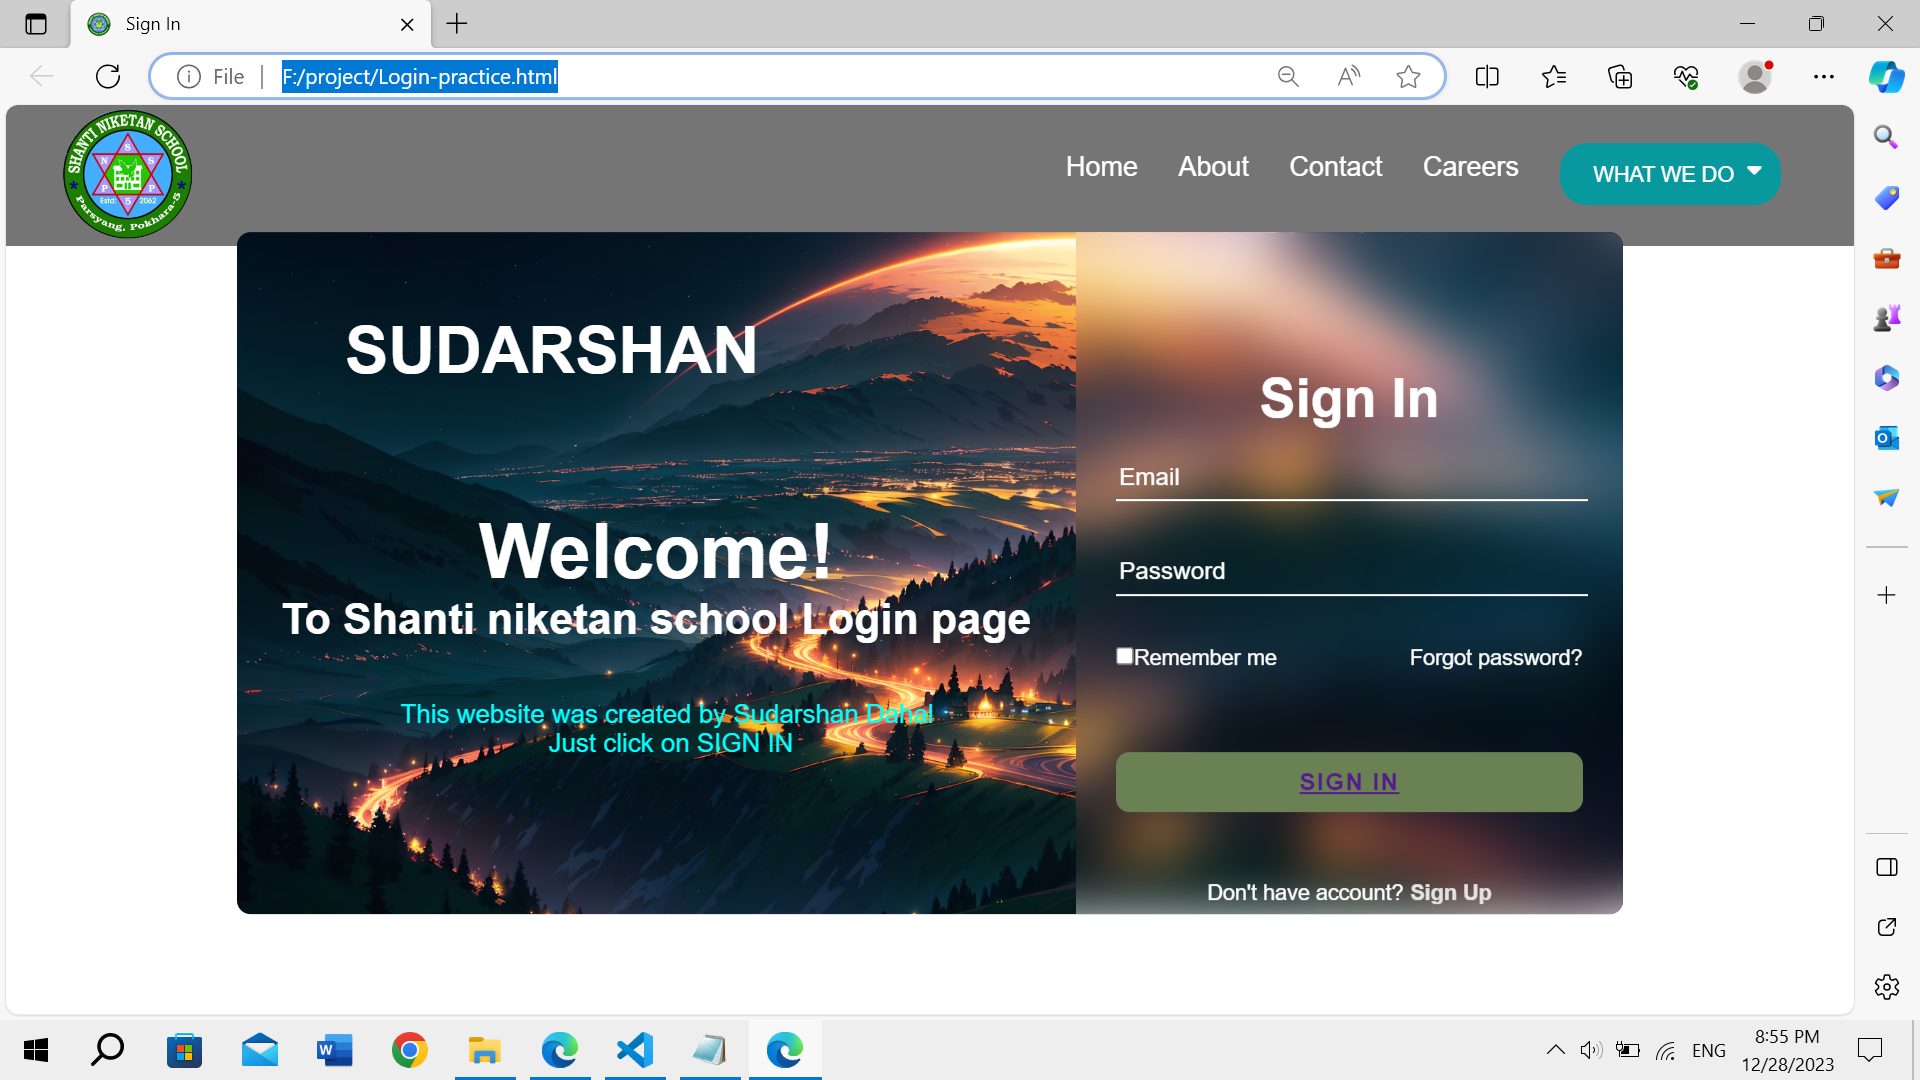 Sign In
File
F:/project/Login-practice.html
SHANTI NIKETAN SCHOOL
S
N S
P P
S
Estd: 2062
Parsyang, Pokhara-5
Home About Contact Careers WHAT WE DO
SUDARSHAN
Welcome!
To Shanti niketan school Login page
This website was created by Sudarshan Dahal
Just click on SIGN IN
Sign In
Email
Password
Remember me Forgot password?
SIGN IN
Don't have account? Sign Up
ENG
8:55 PM
12/28/2023